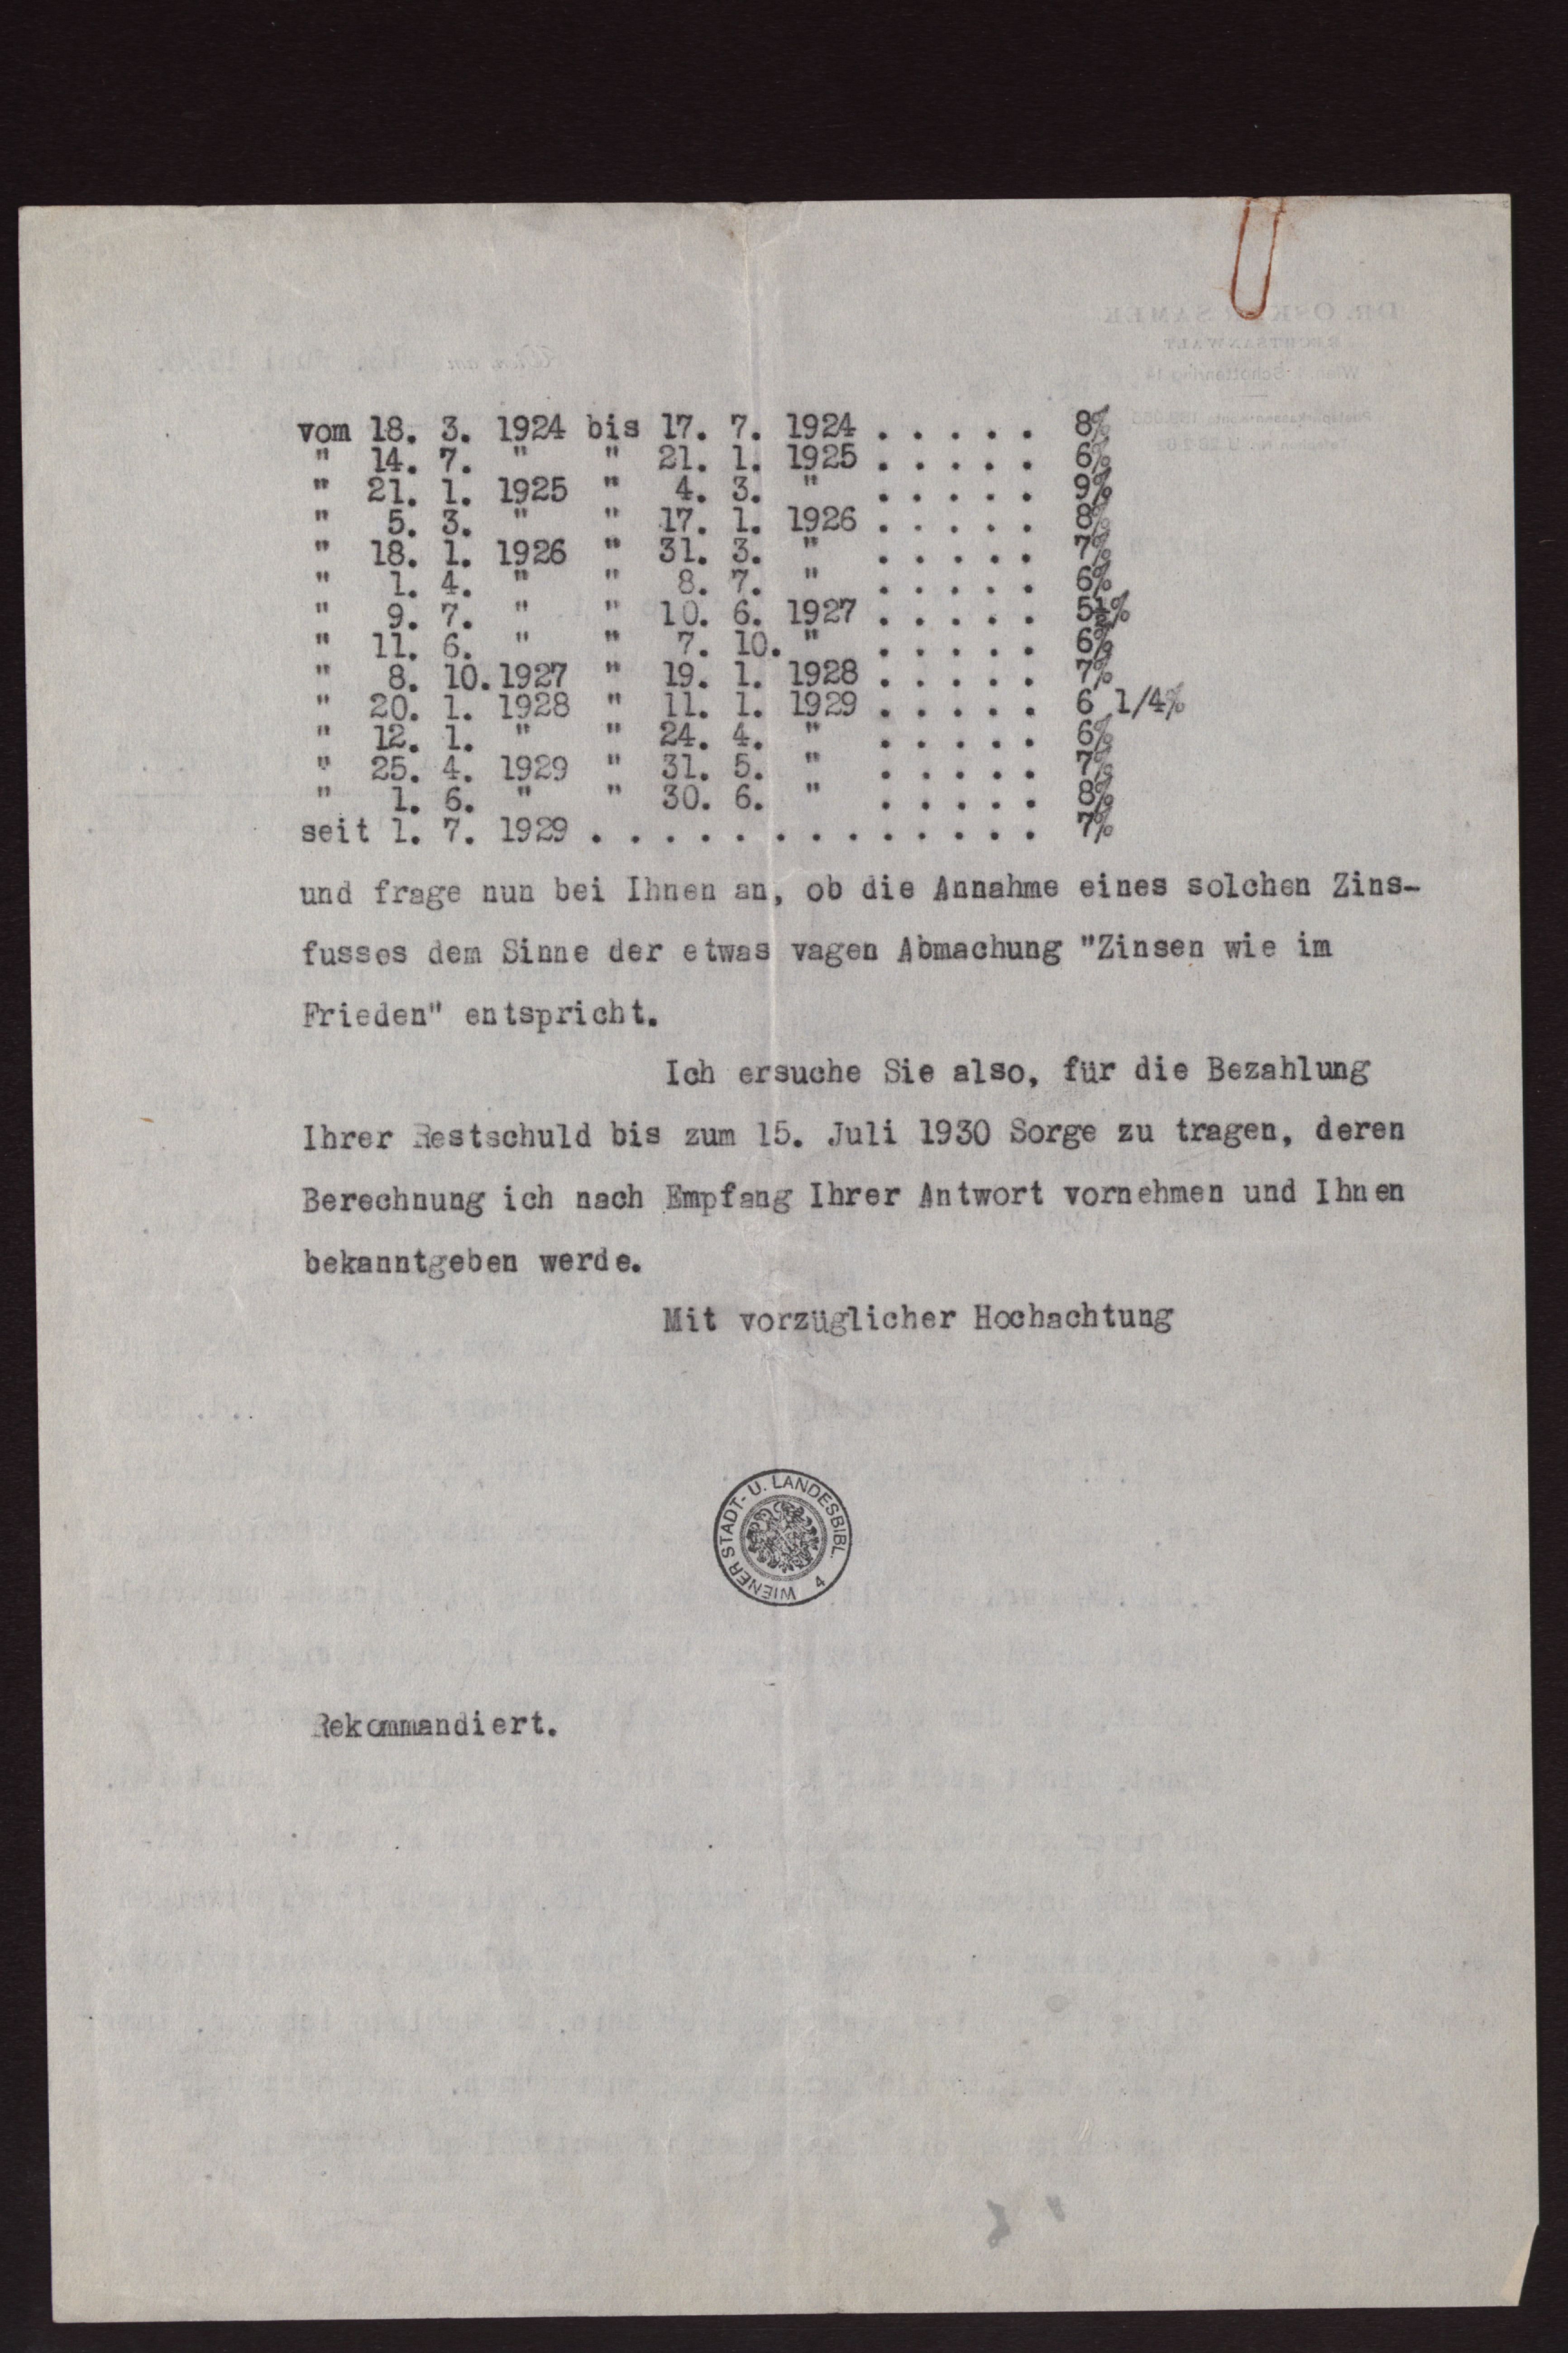 vom 18. 3. 1924 bis 17. 7. 1924 . . . . . 8%
" 14. 7. " " 21. 1. 1925 . . . . . 6%
" 21. 1. 1925 " 4. 3. " . . . . . 9%
" 5. 3. " " 17. 1. 1926 . . . . . 8%
" 18. 1. 1926 " 31. 3. " . . . . . 7%
" 1. 4. " " 8. 7. " . . . . . 6%
" 9. 7. " " 10. 6. 1927 . . . . . 5½%
" 11. 6. " " 7. 10. " . . . . . 6%
" 8. 10. 1927 " 19. 1. 1928 . . . . . 7%
" 20. 1. 1928 " 11. 1. 1929 . . . . . 6 1/4%
" 12. 1. " " 24. 4. " . . . . . 6%
" 25. 4. 1929 " 31. 5. " . . . . . 7%
" 1. 6. " " 30. 6. " . . . . . 8%
seit 1. 7. 1929 . . . . . . . . . . . . . 7%
und frage nun bei Ihnen an, ob die Annahme eines solchen Zins-
fusses dem Sinne der etwas vagen Abmachung "Zinsen wie im
Frieden" entspricht.
Ich ersuche Sie also, für die Bezahlung
Ihrer Restschuld bis zum 15. Juli 1930 Sorge zu tragen, deren
Berechnung ich nach Empfang Ihrer Antwort vornehmen und Ihnen
bekanntgeben werde.
Mit vorzüglicher Hochachtung
WIENER STADT- U. LANDESBIBL. 4
Rekommandiert.